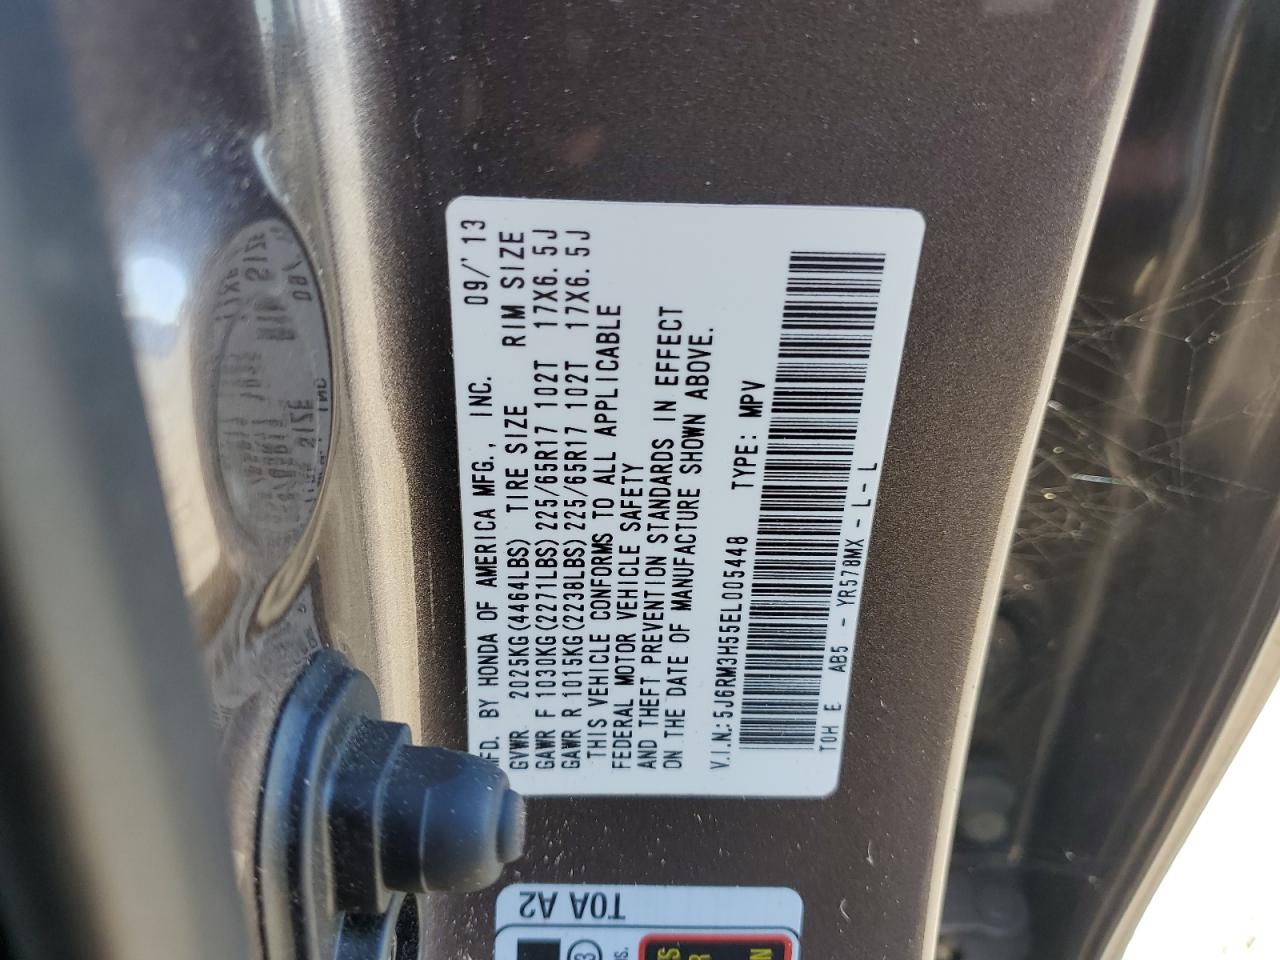 MFD. BY HONDA OF AMERICA MFG., INC. 09/'13
GVWR 2025KG(4464LBS) TIRE SIZE RIM SIZE
GAWR F 1030KG(2271LBS)225/65R17 102T 17X6.5J
GAWR R 1015KG(2238LBS)225/65R17 102T 17X6.5J
THIS VEHICLE CONFORMS TO ALL APPLICABLE
FEDERAL MOTOR VEHICLE SAFETY
AND THEFT PREVENTION STANDARDS IN EFFECT
ON THE DATE OF MANUFACTURE SHOWN ABOVE.
V.I.N.:5J6RM3H55EL005448 TYPE: MPV
TOH E AB5 - YR578MX - L - L
T0A A2